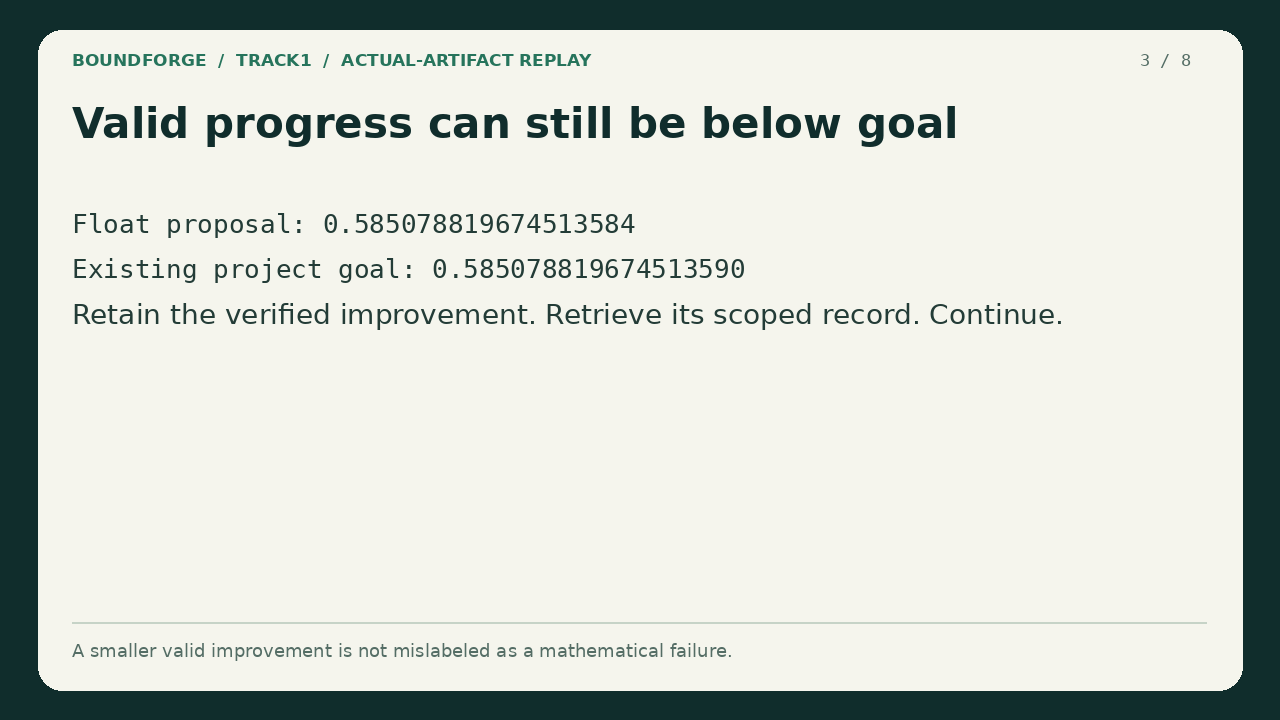 BOUNDFORGE / TRACK1 / ACTUAL-ARTIFACT REPLAY
3 / 8
Valid progress can still be below goal
Float proposal: 0.585078819674513584
Existing project goal: 0.585078819674513590
Retain the verified improvement. Retrieve its scoped record. Continue.
A smaller valid improvement is not mislabeled as a mathematical failure.